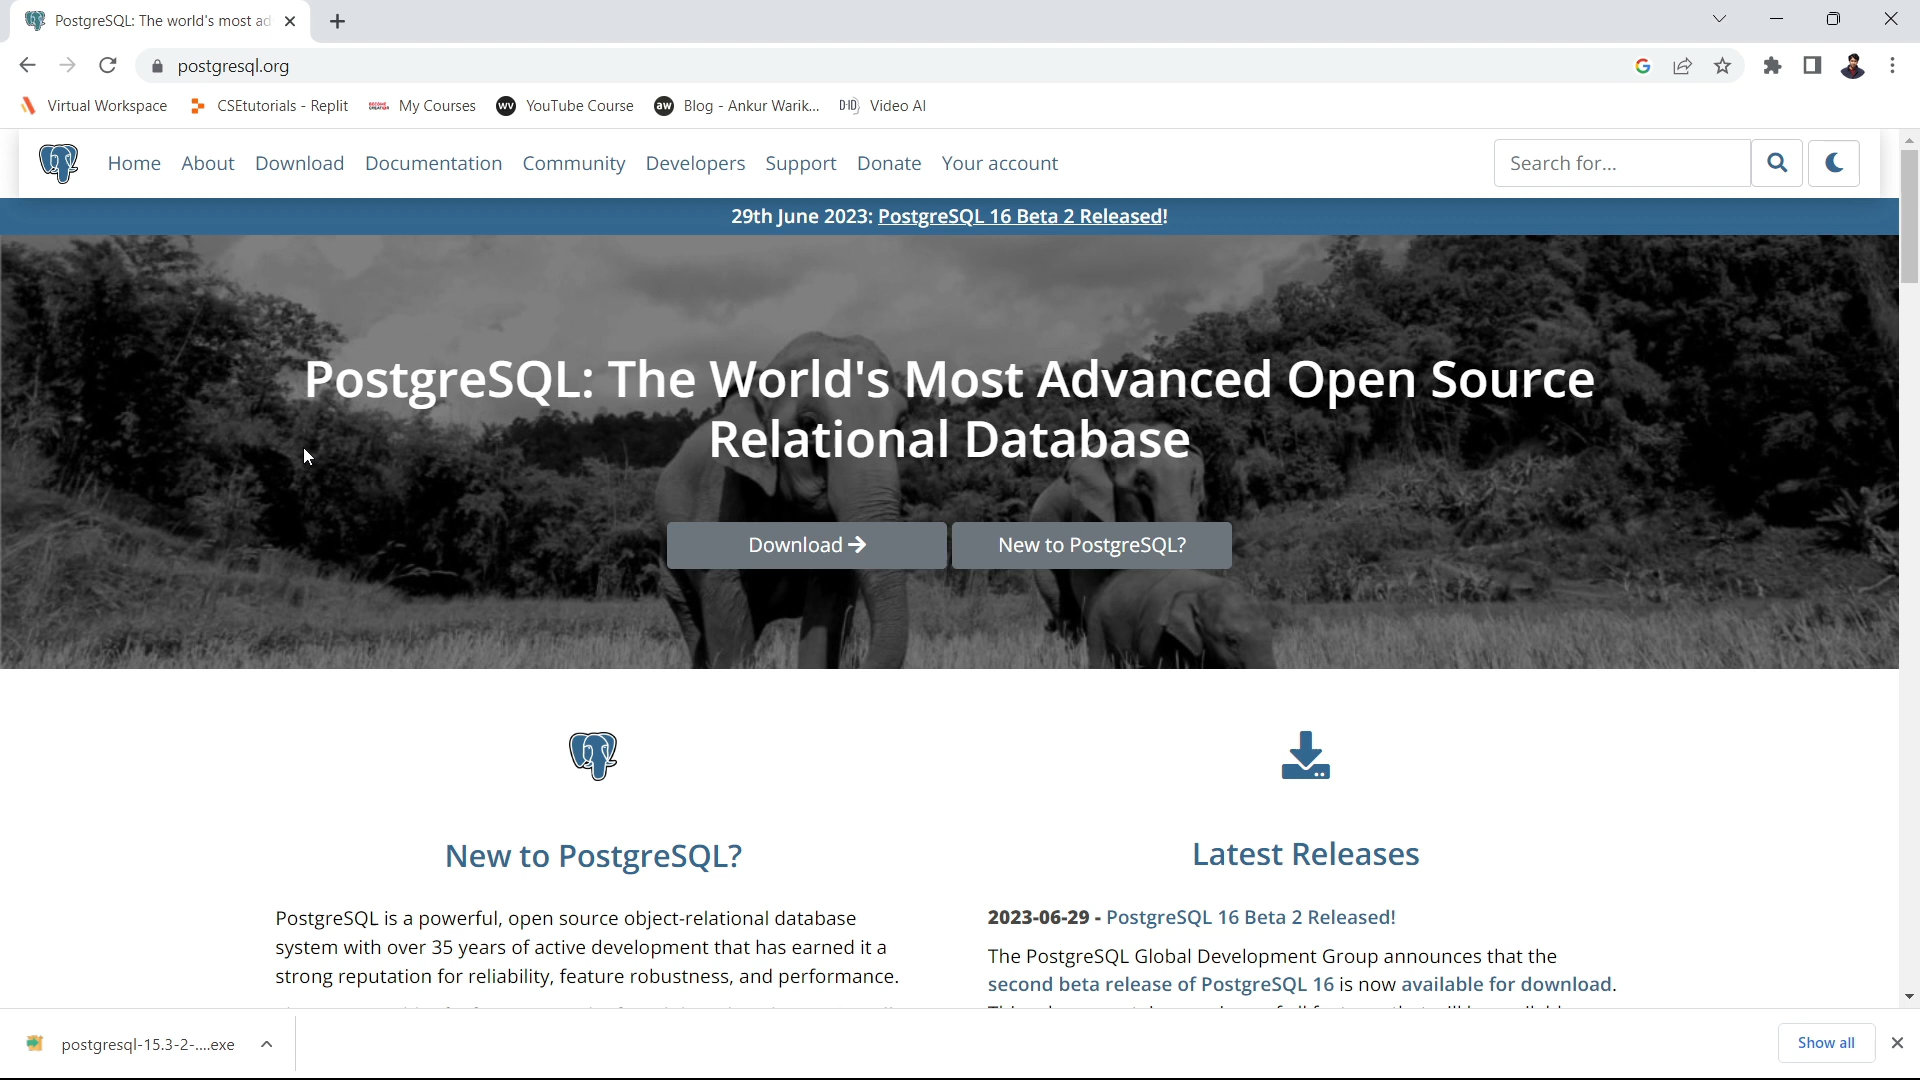 PostgreSQL: The world's most ad
postgresql.org
Virtual Workspace CSEtutorials - Replit My Courses YouTube Course Blog - Ankur Warik... Video AI
Home About Download Documentation Community Developers Support Donate Your account Search for...
29th June 2023: PostgreSQL 16 Beta 2 Released!
PostgreSQL: The World's Most Advanced Open Source
Relational Database
Download New to PostgreSQL?
New to PostgreSQL?
PostgreSQL is a powerful, open source object-relational database
system with over 35 years of active development that has earned it a
strong reputation for reliability, feature robustness, and performance.
Latest Releases
2023-06-29 - PostgreSQL 16 Beta 2 Released!
The PostgreSQL Global Development Group announces that the
second beta release of PostgreSQL 16 is now available for download.
postgresql-15.3-2-....exe Show all